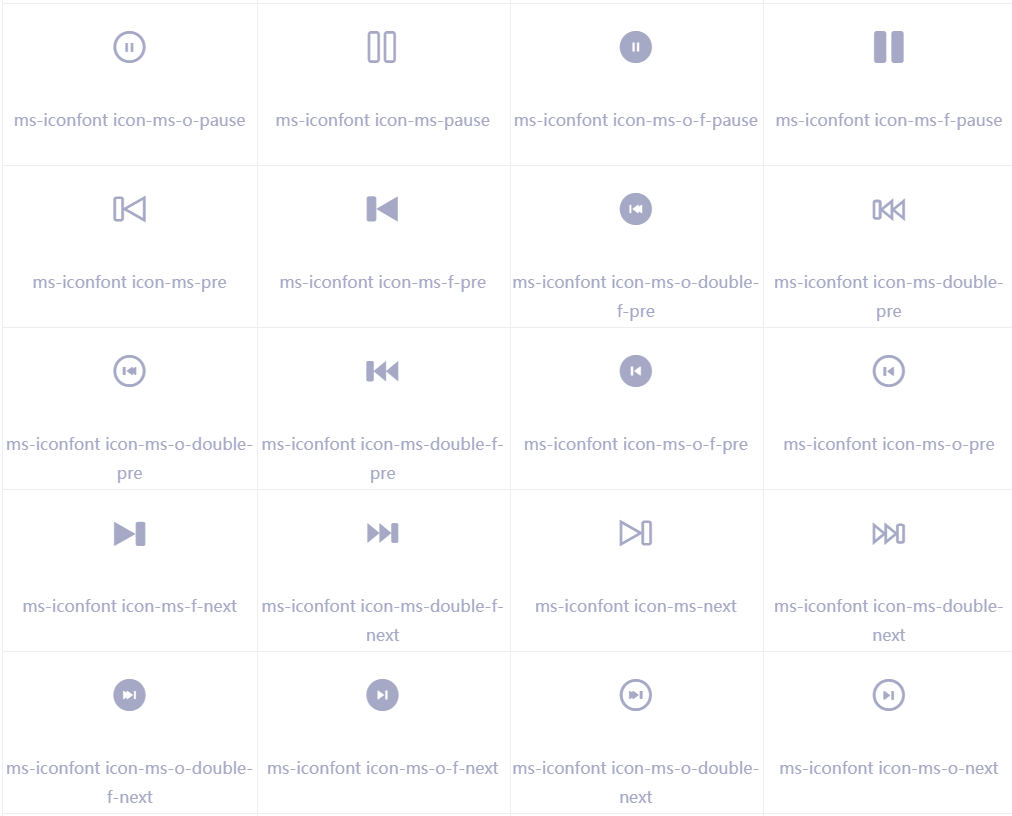 ms-iconfont icon-ms-o-pause
ms-iconfont icon-ms-pause
ms-iconfont icon-ms-o-f-pause
ms-iconfont icon-ms-f-pause
ms-iconfont icon-ms-pre
ms-iconfont icon-ms-f-pre
ms-iconfont icon-ms-o-double-
f-pre
ms-iconfont icon-ms-double-
pre
ms-iconfont icon-ms-o-double-
pre
ms-iconfont icon-ms-double-f-
pre
ms-iconfont icon-ms-o-f-pre
ms-iconfont icon-ms-o-pre
ms-iconfont icon-ms-f-next
ms-iconfont icon-ms-double-f-
next
ms-iconfont icon-ms-next
ms-iconfont icon-ms-double-
next
ms-iconfont icon-ms-o-double-
f-next
ms-iconfont icon-ms-o-f-next
ms-iconfont icon-ms-o-double-
next
ms-iconfont icon-ms-o-next